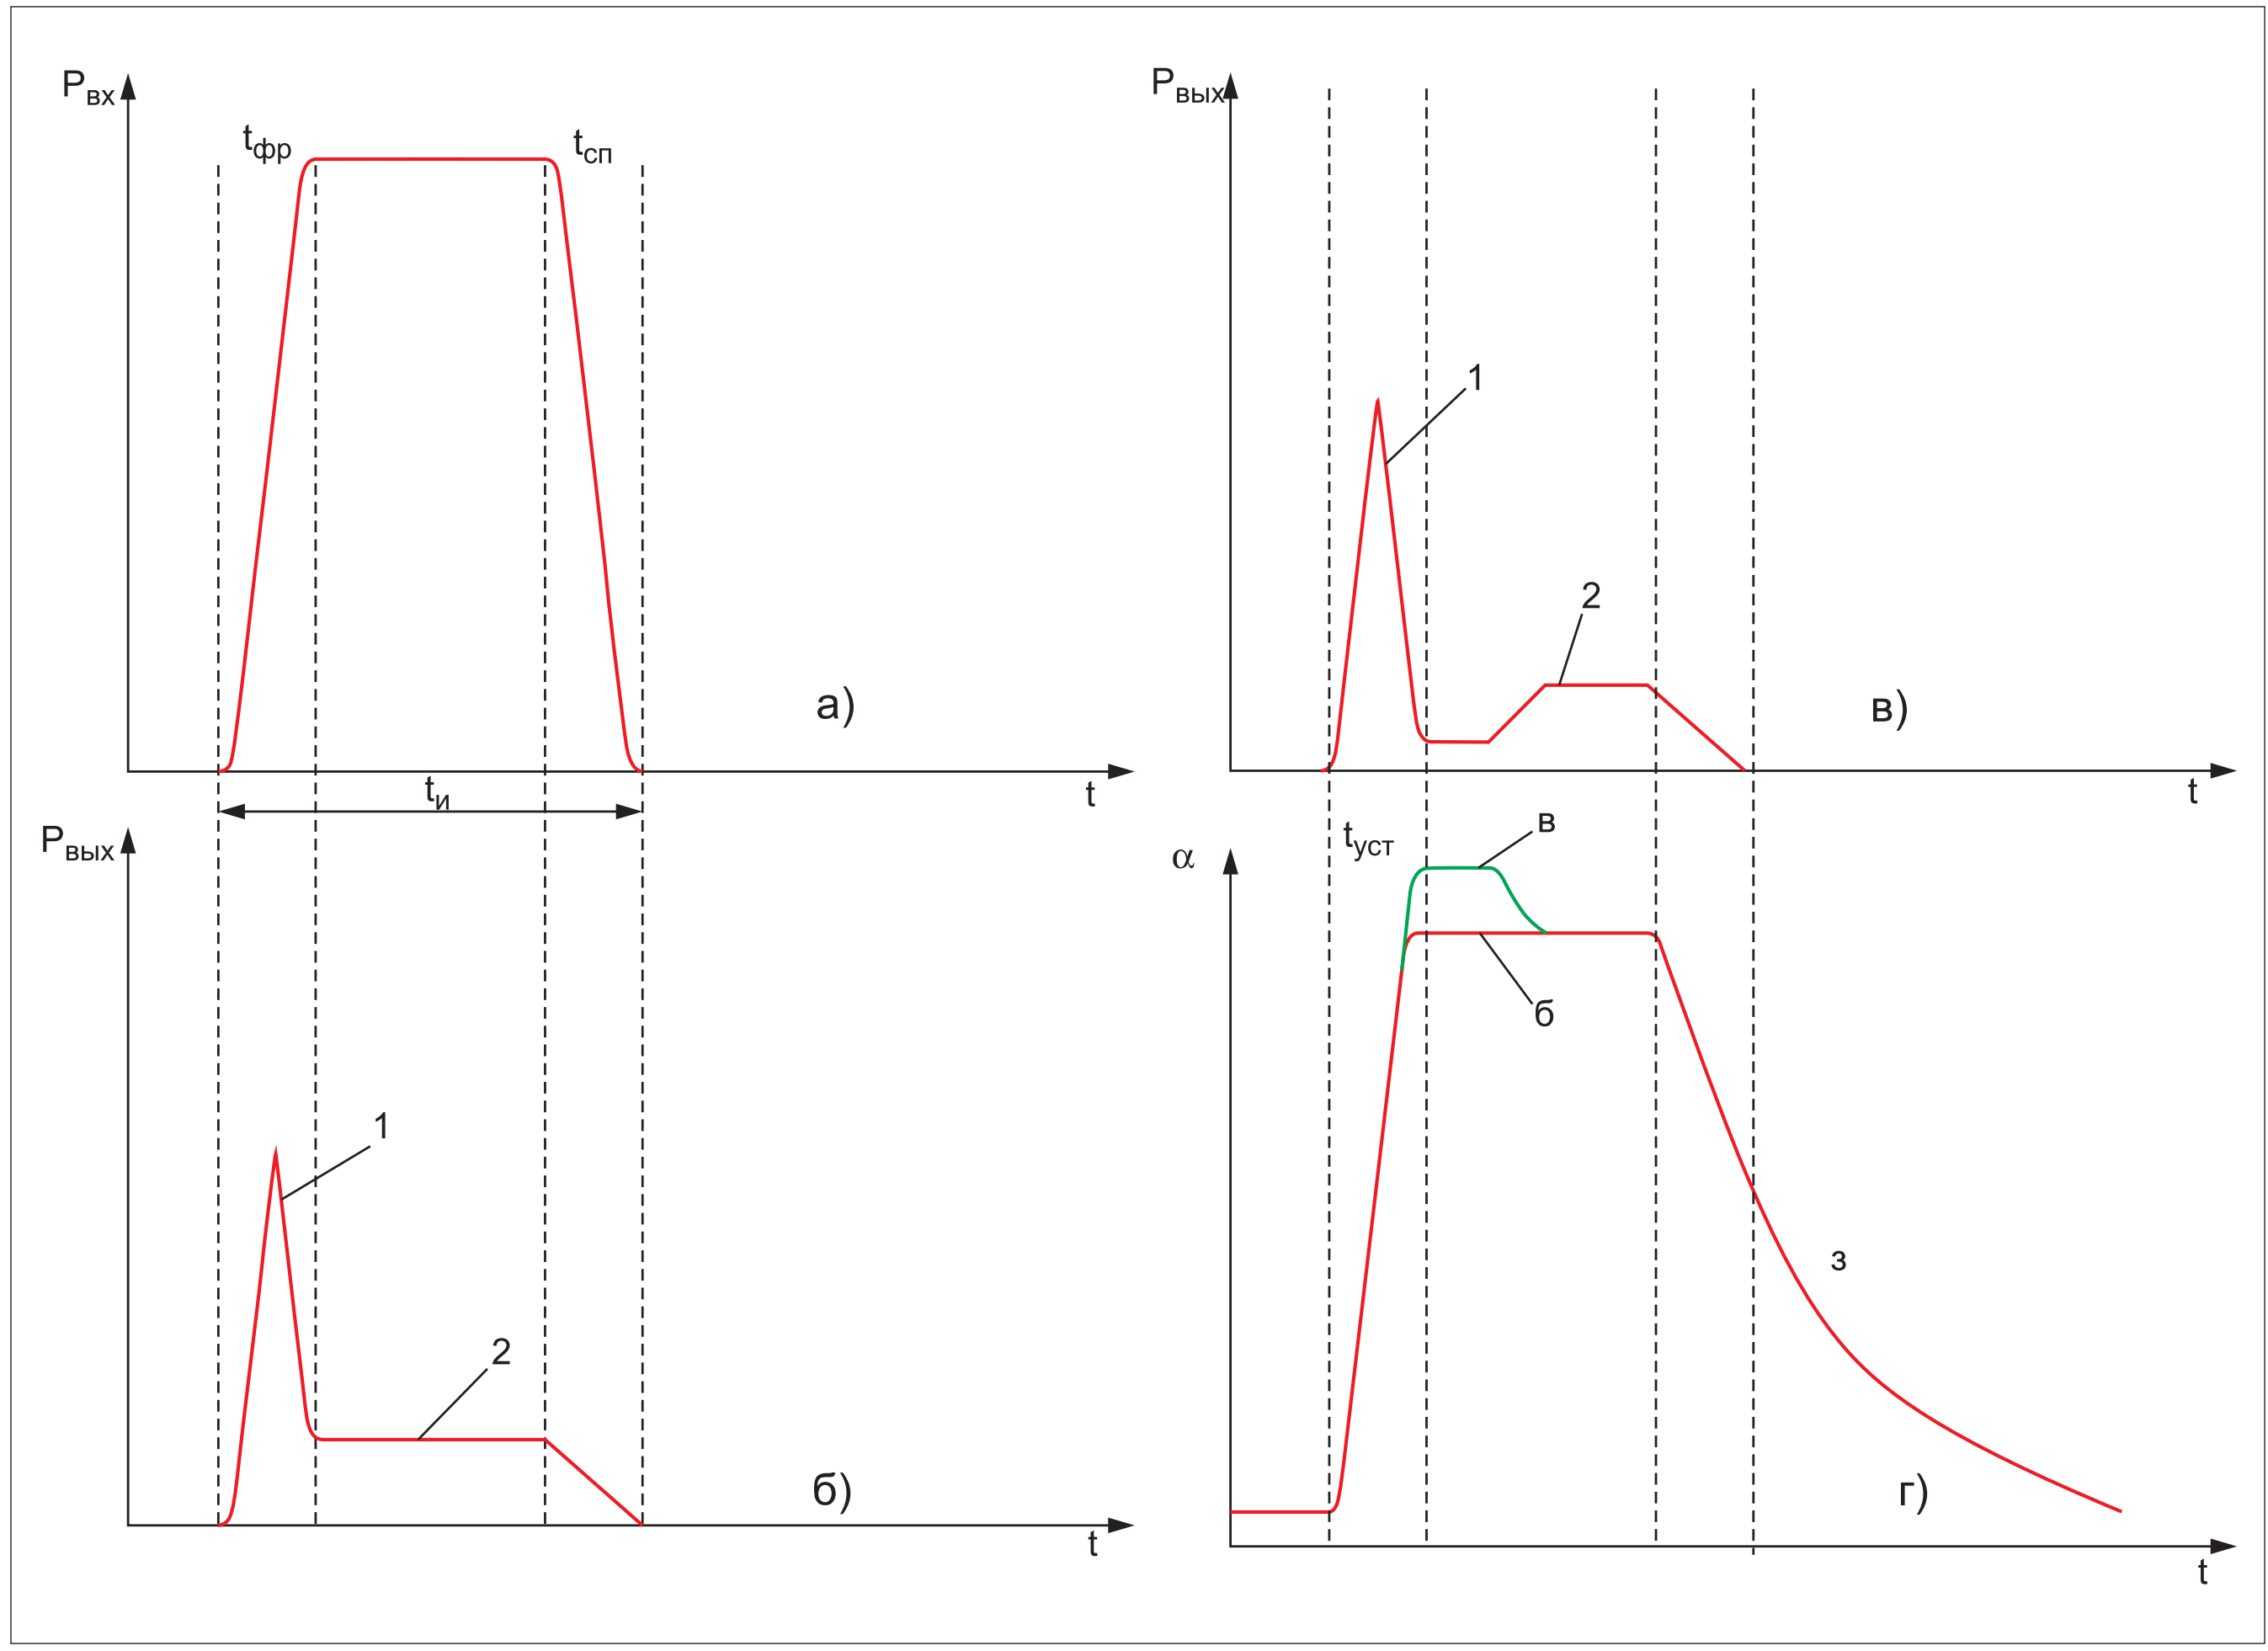 Pвх
tфр
tсп
а)
t
tи
Pвых
1
2
б)
t
Pвых
1
2
в)
t
α
tуст
в
б
з
г)
t